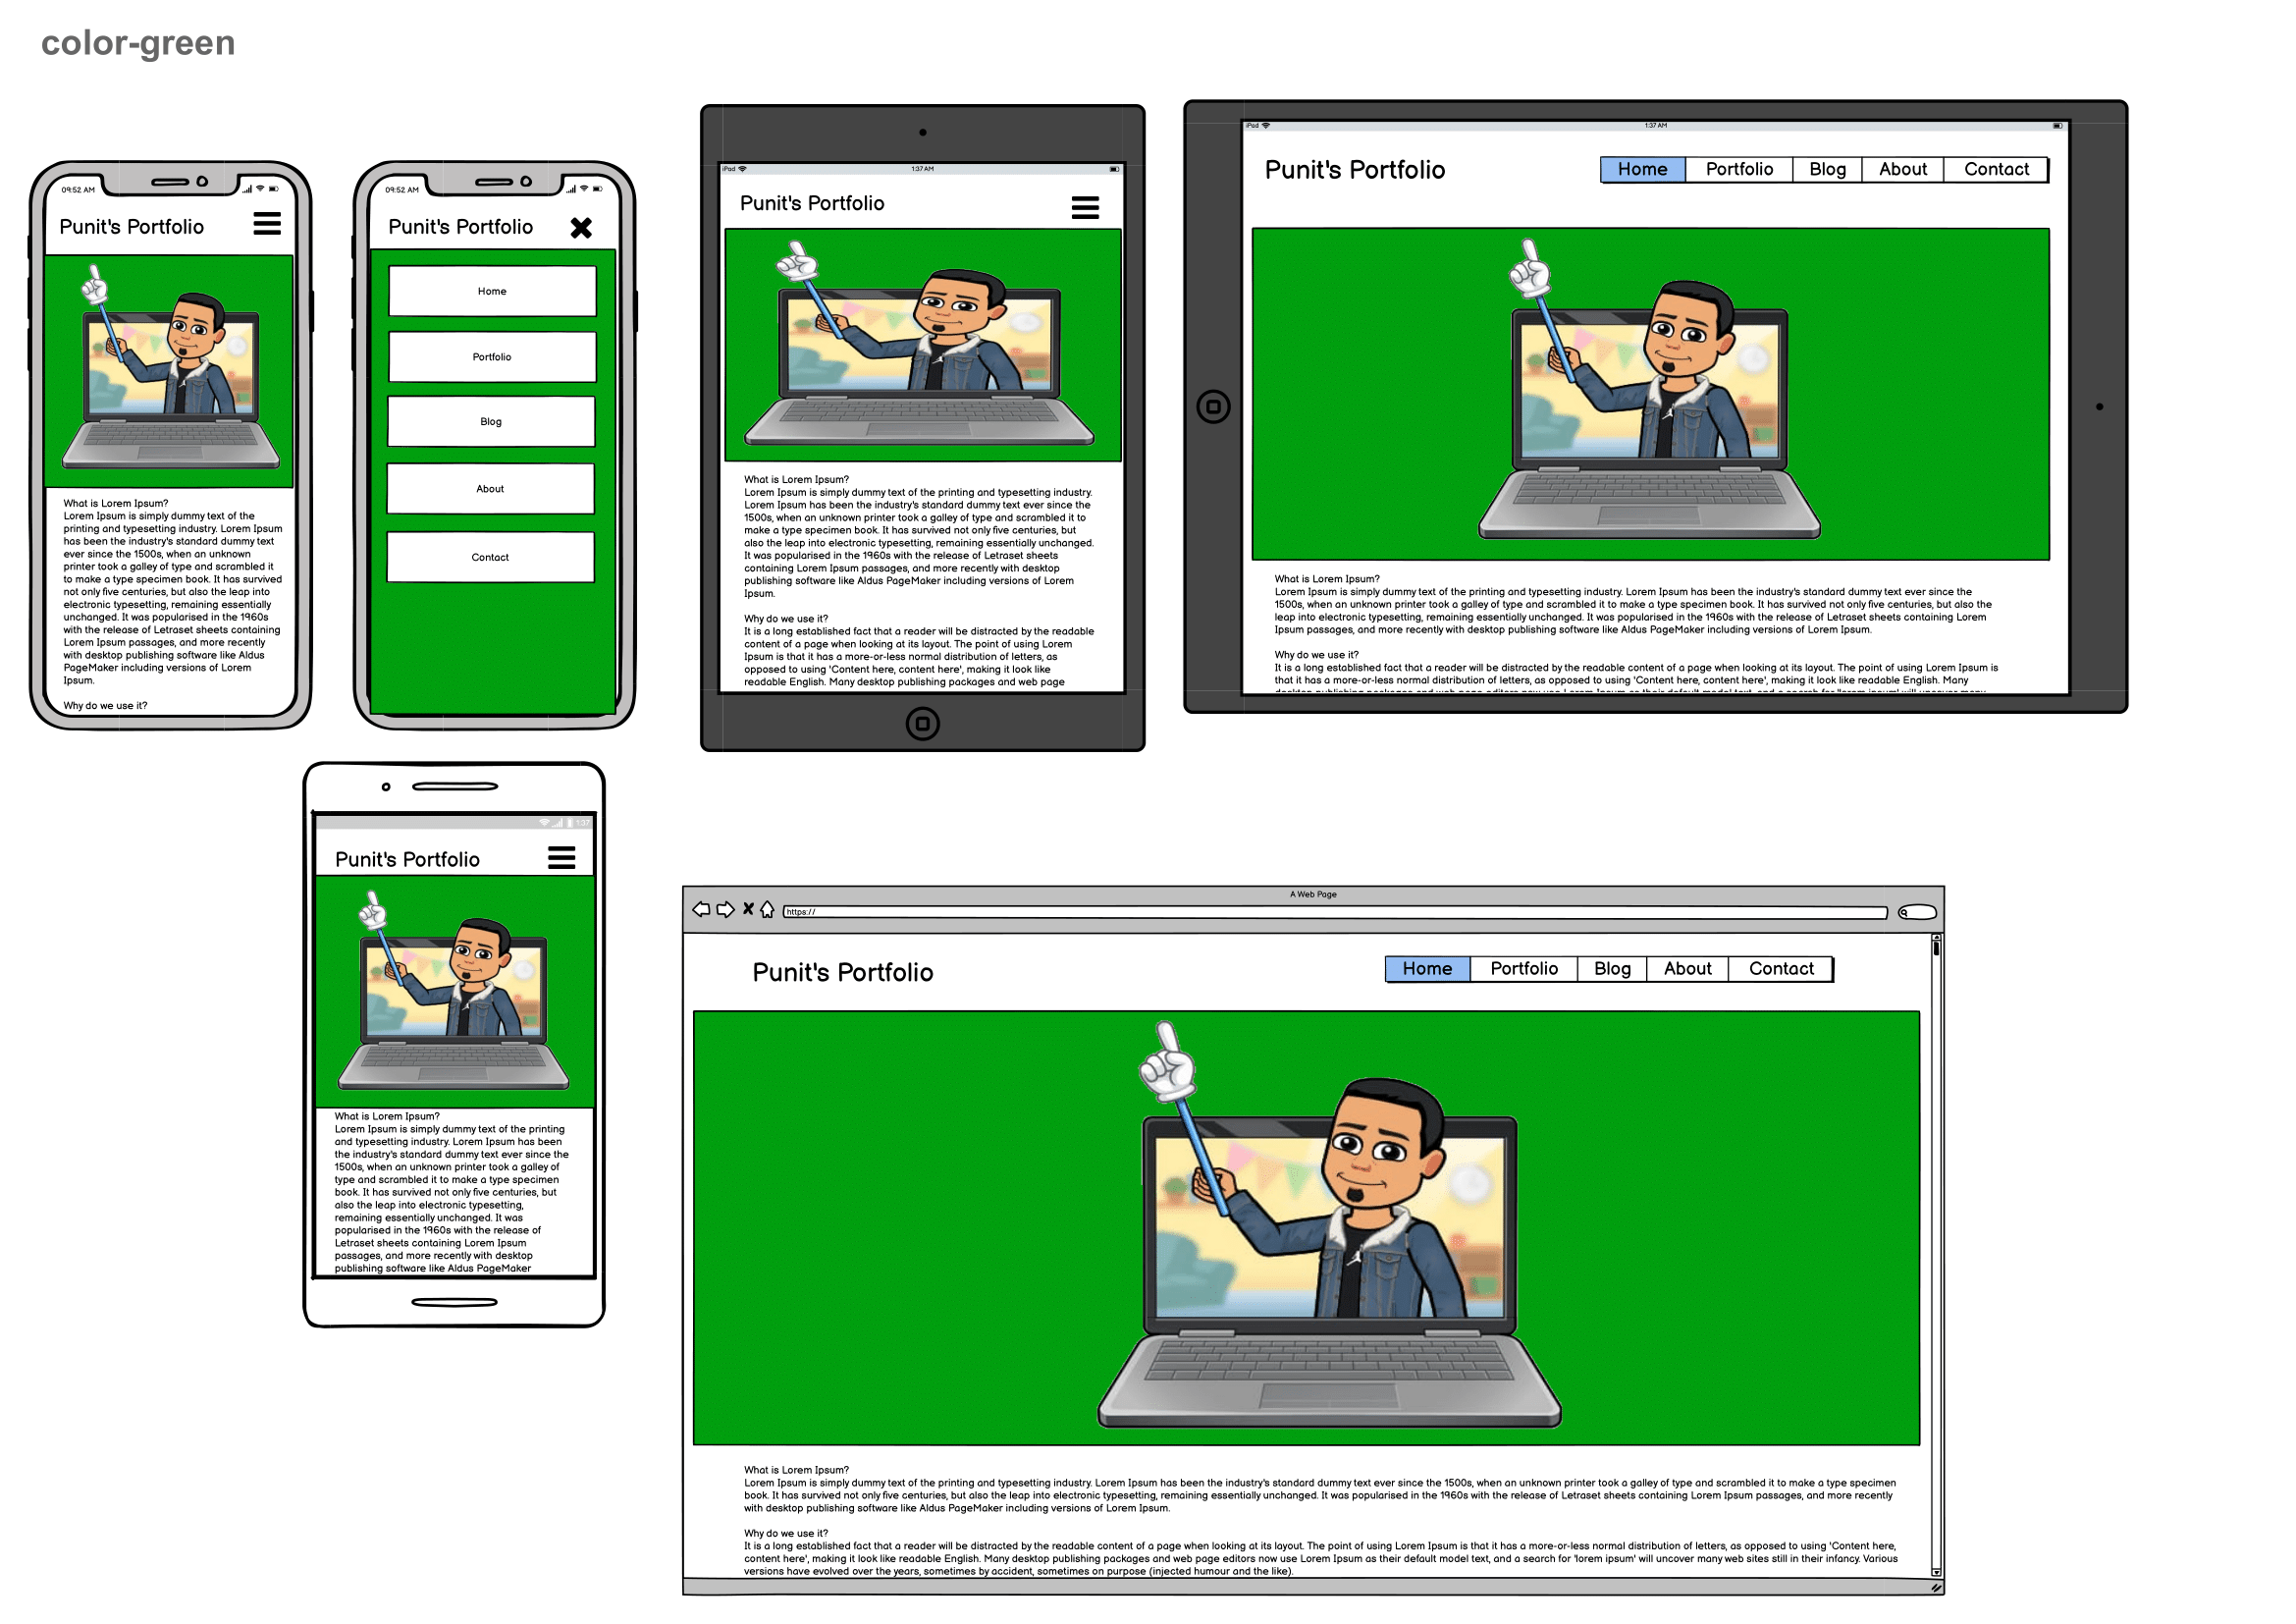 color-green
09:52 AM
Punit's Portfolio
What is Lorem Ipsum?
Lorem Ipsum is simply dummy text of the
printing and typesetting industry. Lorem Ipsum
has been the industry's standard dummy text
ever since the 1500s, when an unknown
printer took a galley of type and scrambled it
to make a type specimen book. It has survived
not only five centuries, but also the leap into
electronic typesetting, remaining essentially
unchanged. It was popularised in the 1960s
with the release of Letraset sheets containing
Lorem Ipsum passages, and more recently
with desktop publishing software like Aldus
PageMaker including versions of Lorem
Ipsum.
Why do we use it?
09:52 AM
Punit's Portfolio
Home
Portfolio
Blog
About
Contact
iPad
1:37 AM
Punit's Portfolio
What is Lorem Ipsum?
Lorem Ipsum is simply dummy text of the printing and typesetting industry.
Lorem Ipsum has been the industry's standard dummy text ever since the
1500s, when an unknown printer took a galley of type and scrambled it to
make a type specimen book. It has survived not only five centuries, but
also the leap into electronic typesetting, remaining essentially unchanged.
It was popularised in the 1960s with the release of Letraset sheets
containing Lorem Ipsum passages, and more recently with desktop
publishing software like Aldus PageMaker including versions of Lorem
Ipsum.
Why do we use it?
It is a long established fact that a reader will be distracted by the readable
content of a page when looking at its layout. The point of using Lorem
Ipsum is that it has a more-or-less normal distribution of letters, as
opposed to using 'Content here, content here', making it look like
readable English. Many desktop publishing packages and web page
iPad
1:37 AM
Punit's Portfolio
Home Portfolio Blog About Contact
What is Lorem Ipsum?
Lorem Ipsum is simply dummy text of the printing and typesetting industry. Lorem Ipsum has been the industry's standard dummy text ever since the
1500s, when an unknown printer took a galley of type and scrambled it to make a type specimen book. It has survived not only five centuries, but also the
leap into electronic typesetting, remaining essentially unchanged. It was popularised in the 1960s with the release of Letraset sheets containing Lorem
Ipsum passages, and more recently with desktop publishing software like Aldus PageMaker including versions of Lorem Ipsum.
Why do we use it?
It is a long established fact that a reader will be distracted by the readable content of a page when looking at its layout. The point of using Lorem Ipsum is
that it has a more-or-less normal distribution of letters, as opposed to using 'Content here, content here', making it look like readable English. Many
desktop publishing packages and web page editors now use Lorem Ipsum as their default model text, and a search for 'lorem ipsum' will uncover many
1:37
Punit's Portfolio
What is Lorem Ipsum?
Lorem Ipsum is simply dummy text of the printing
and typesetting industry. Lorem Ipsum has been
the industry's standard dummy text ever since the
1500s, when an unknown printer took a galley of
type and scrambled it to make a type specimen
book. It has survived not only five centuries, but
also the leap into electronic typesetting,
remaining essentially unchanged. It was
popularised in the 1960s with the release of
Letraset sheets containing Lorem Ipsum
passages, and more recently with desktop
publishing software like Aldus PageMaker
A Web Page
https://
Punit's Portfolio
Home Portfolio Blog About Contact
What is Lorem Ipsum?
Lorem Ipsum is simply dummy text of the printing and typesetting industry. Lorem Ipsum has been the industry's standard dummy text ever since the 1500s, when an unknown printer took a galley of type and scrambled it to make a type specimen
book. It has survived not only five centuries, but also the leap into electronic typesetting, remaining essentially unchanged. It was popularised in the 1960s with the release of Letraset sheets containing Lorem Ipsum passages, and more recently
with desktop publishing software like Aldus PageMaker including versions of Lorem Ipsum.
Why do we use it?
It is a long established fact that a reader will be distracted by the readable content of a page when looking at its layout. The point of using Lorem Ipsum is that it has a more-or-less normal distribution of letters, as opposed to using 'Content here,
content here', making it look like readable English. Many desktop publishing packages and web page editors now use Lorem Ipsum as their default model text, and a search for 'lorem ipsum' will uncover many web sites still in their infancy. Various
versions have evolved over the years, sometimes by accident, sometimes on purpose (injected humour and the like).